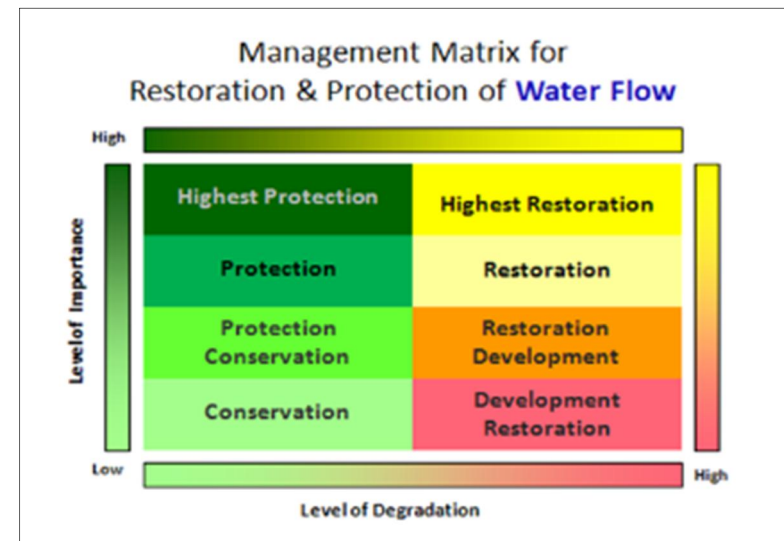 Management Matrix for
Restoration & Protection of Water Flow
High
Highest Protection
Highest Restoration
Protection
Restoration
Protection
Conservation
Restoration
Development
Conservation
Development
Restoration
Level of Importance
Low
High
Level of Degradation